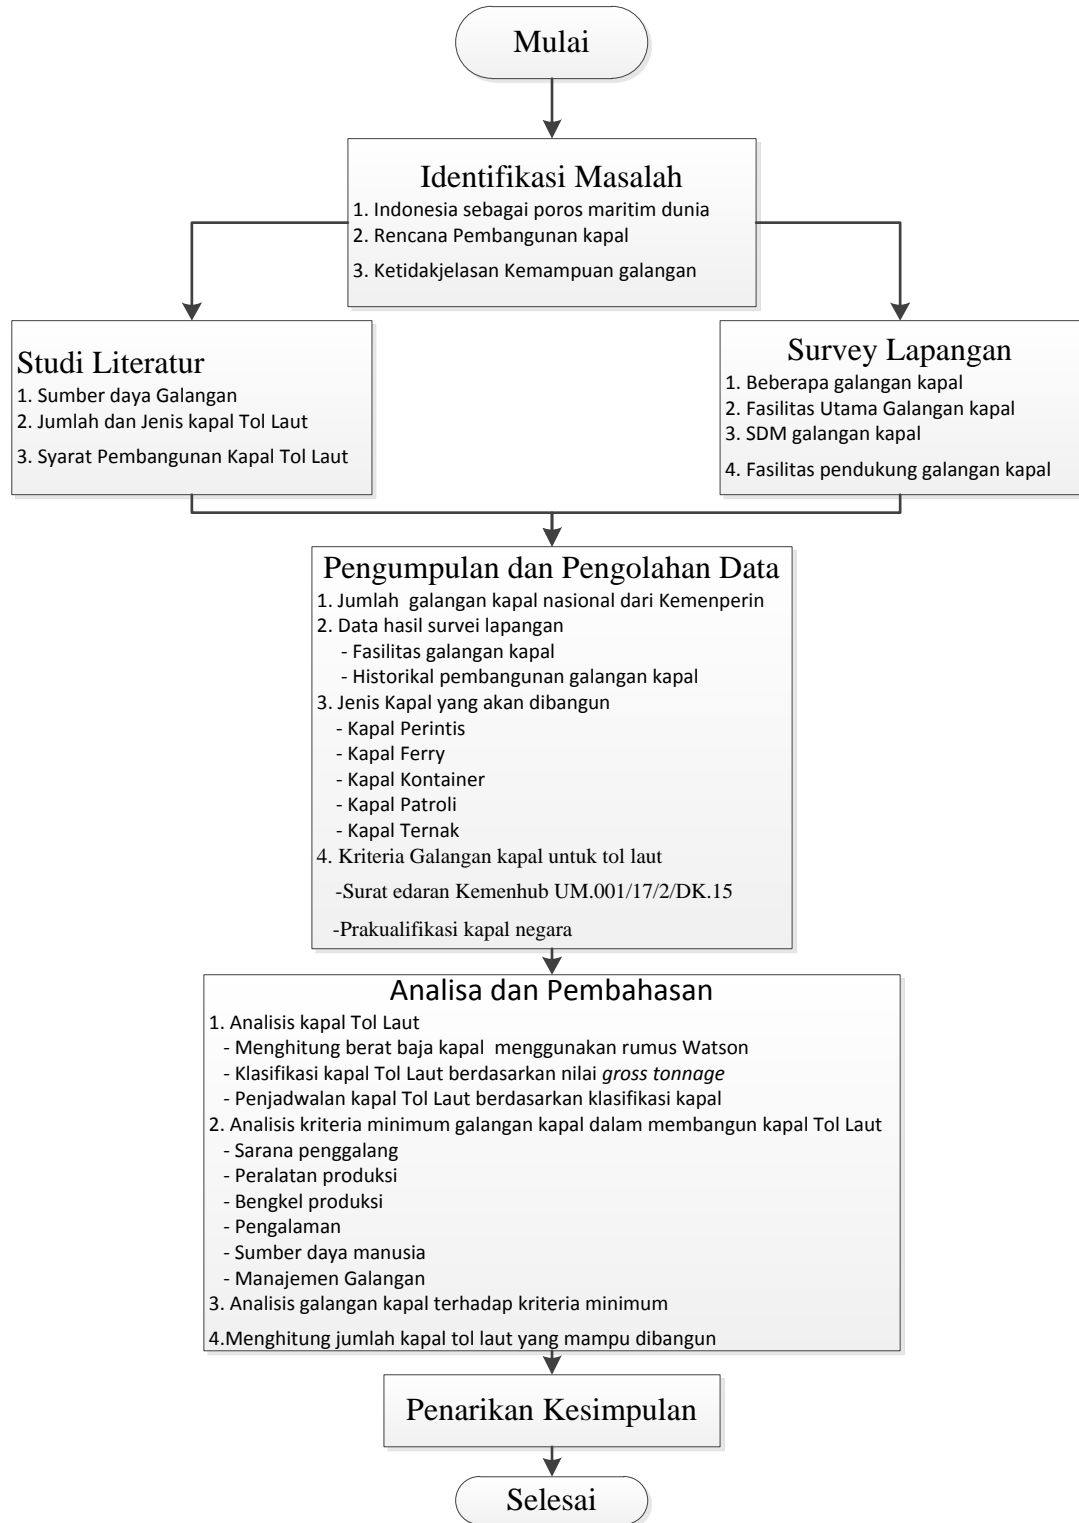 Mulai
Identifikasi Masalah
1. Indonesia sebagai poros maritim dunia
2. Rencana Pembangunan kapal
3. Ketidakjelasan Kemampuan galangan
Studi Literatur
1. Sumber daya Galangan
2. Jumlah dan Jenis kapal Tol Laut
3. Syarat Pembangunan Kapal Tol Laut
Survey Lapangan
1. Beberapa galangan kapal
2. Fasilitas Utama Galangan kapal
3. SDM galangan kapal
4. Fasilitas pendukung galangan kapal
Pengumpulan dan Pengolahan Data
1. Jumlah  galangan kapal nasional dari Kemenperin
2. Data hasil survei lapangan
- Fasilitas galangan kapal
- Historikal pembangunan galangan kapal
3. Jenis Kapal yang akan dibangun
- Kapal Perintis
- Kapal Ferry
- Kapal Kontainer
- Kapal Patroli
- Kapal Ternak
4. Kriteria Galangan kapal untuk tol laut
-Surat edaran Kemenhub UM.001/17/2/DK.15
-Prakualifikasi kapal negara
Analisa dan Pembahasan
1. Analisis kapal Tol Laut
- Menghitung berat baja kapal  menggunakan rumus Watson
- Klasifikasi kapal Tol Laut berdasarkan nilai gross tonnage
- Penjadwalan kapal Tol Laut berdasarkan klasifikasi kapal
2. Analisis kriteria minimum galangan kapal dalam membangun kapal Tol Laut
- Sarana penggalang
- Peralatan produksi
- Bengkel produksi
- Pengalaman
- Sumber daya manusia
- Manajemen Galangan
3. Analisis galangan kapal terhadap kriteria minimum
4.Menghitung jumlah kapal tol laut yang mampu dibangun
Penarikan Kesimpulan
Selesai